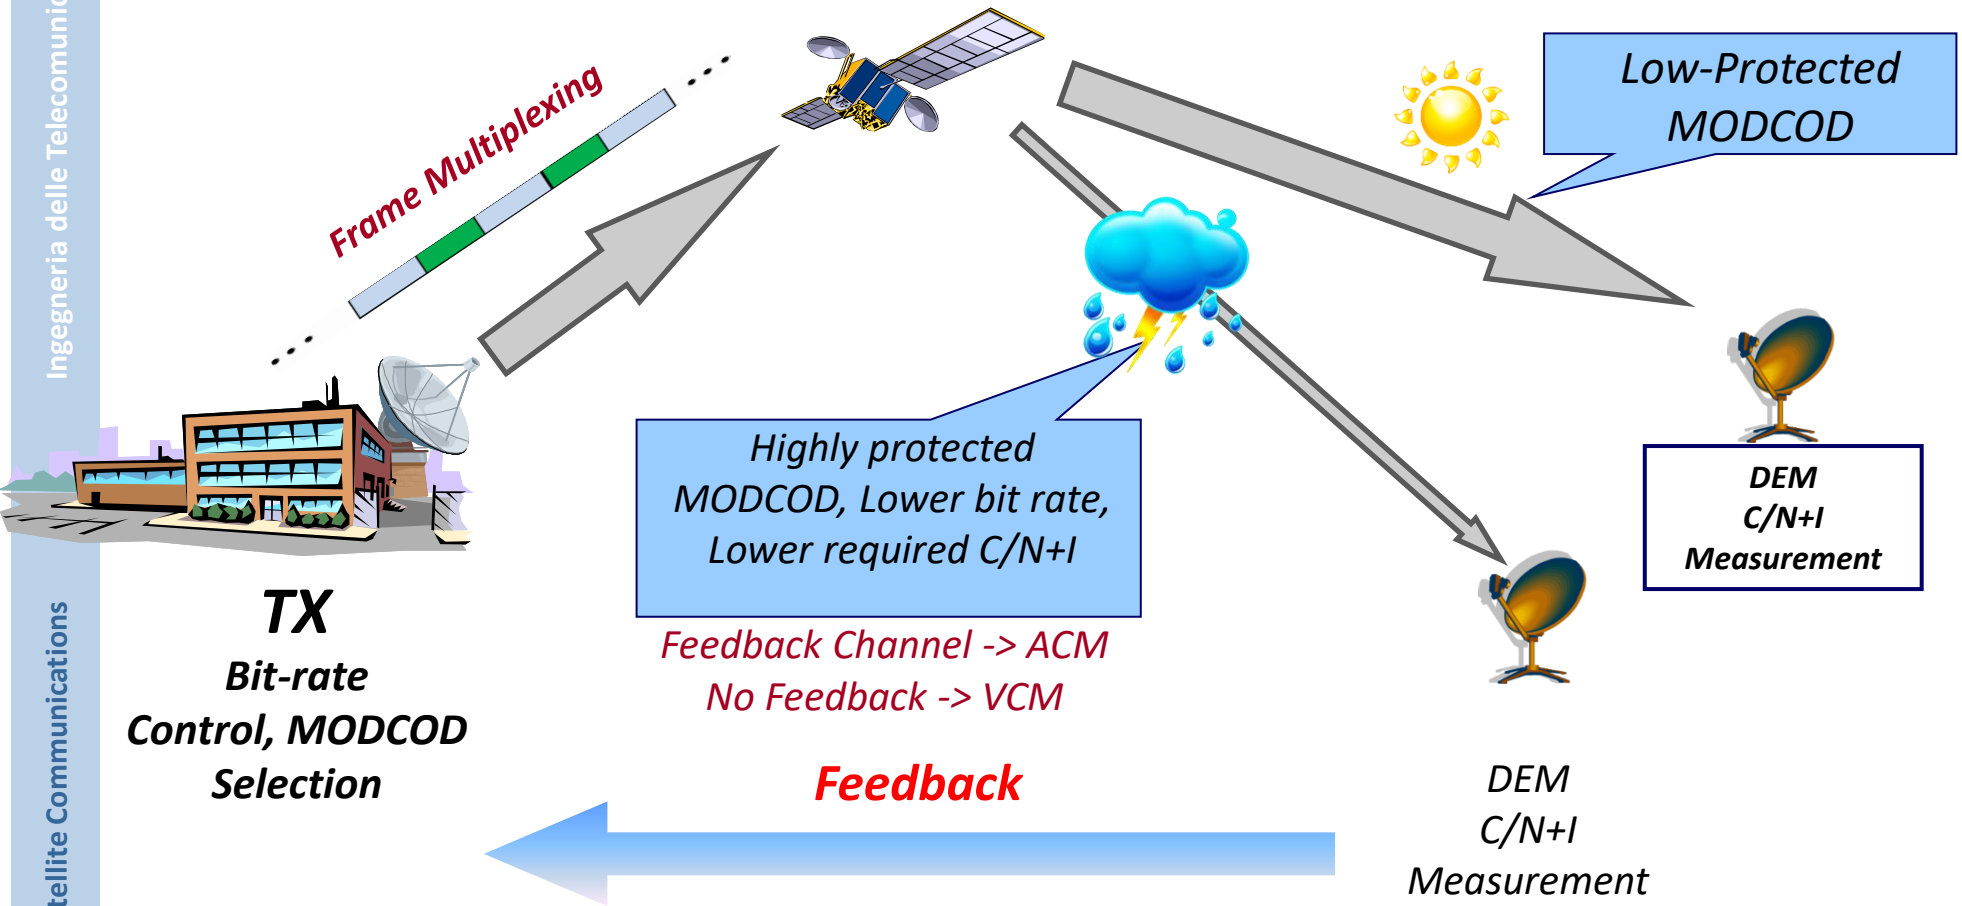 Ingegneria delle
tellite Communications
Frame Multiplexing
Low-Protected
MODCOD
Highly protected
MODCOD, Lower bit rate,
Lower required C/N+I
Feedback Channel -> ACM
No Feedback -> VCM
TX
Bit-rate
Control, MODCOD
Selection
Feedback
DEM
C/N+I
Measurement
DEM
C/N+I
Measurement